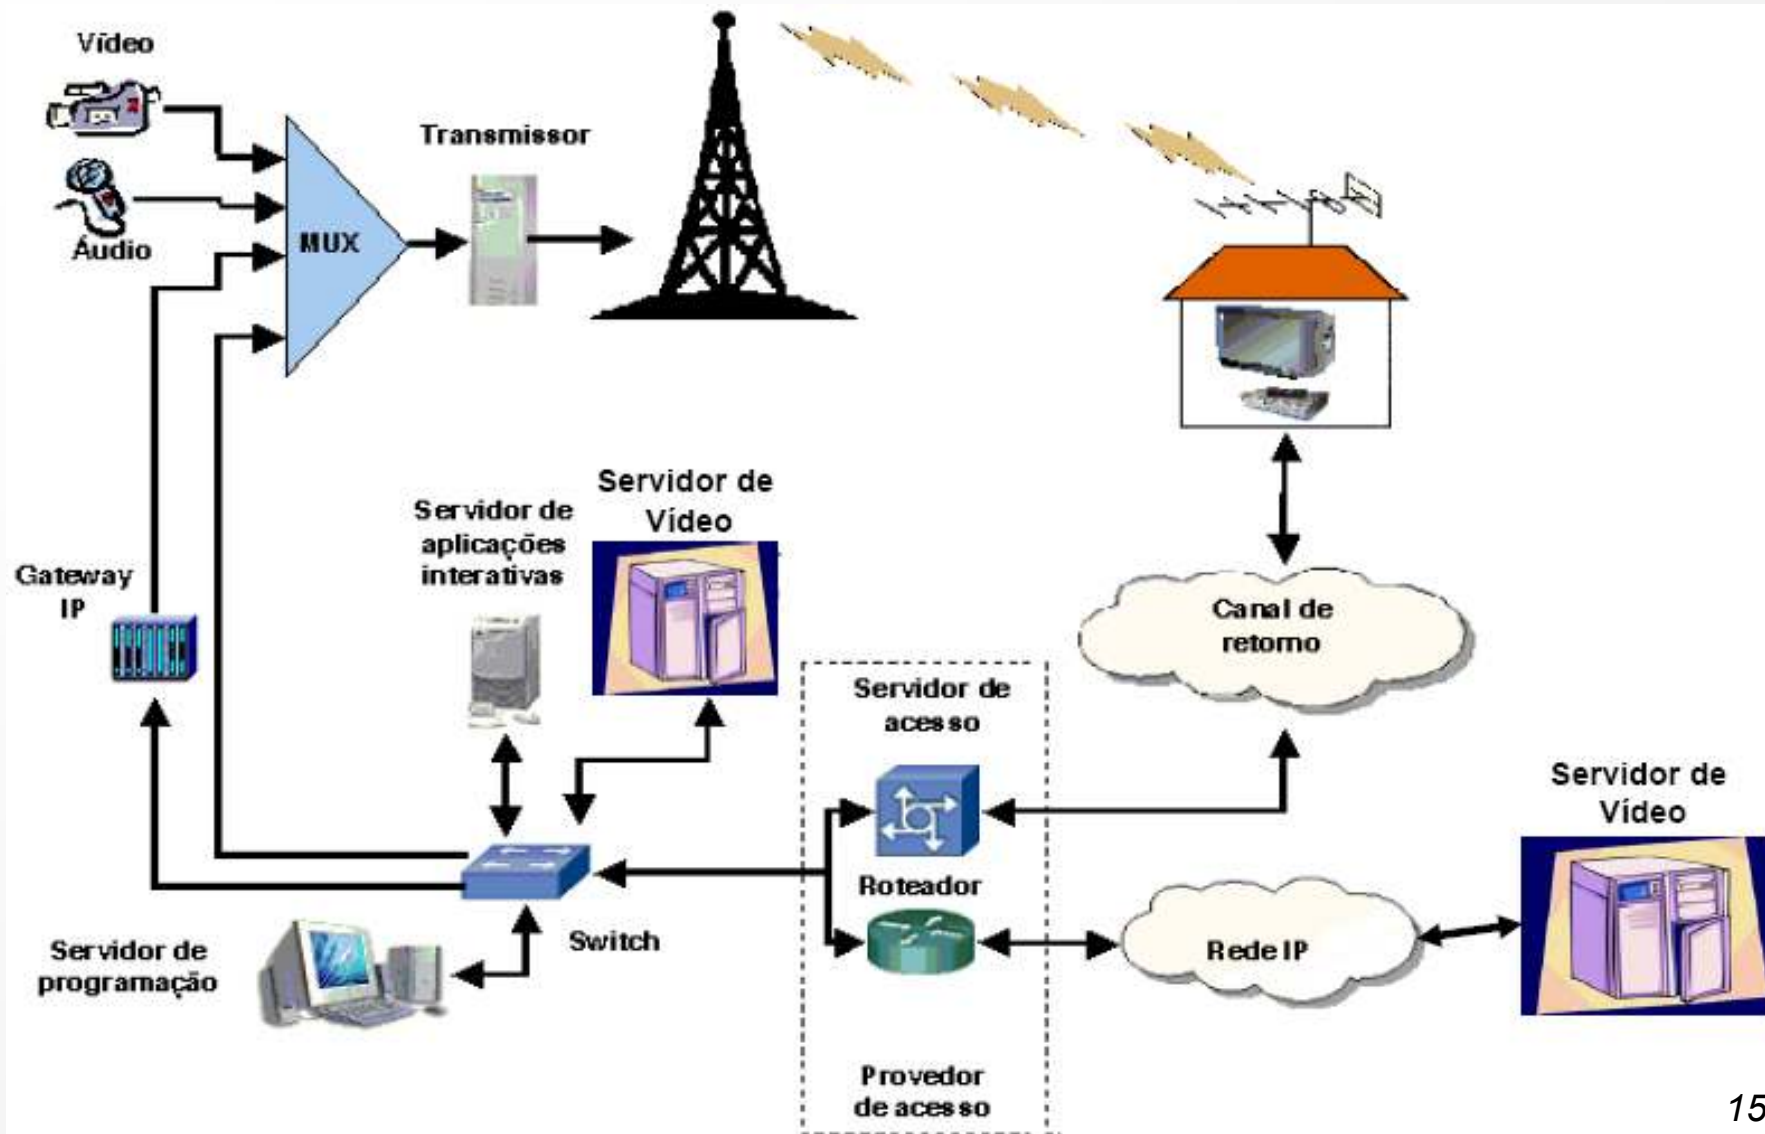 Vídeo
Áudio
MUX
Transmissor
Gateway
IP
Servidor de
aplicações
interativas
Servidor de
Vídeo
Canal de
retorno
Servidor de
acesso
Roteador
Switch
Servidor de
programação
Rede IP
Servidor de
Vídeo
Provedor
de acesso
15